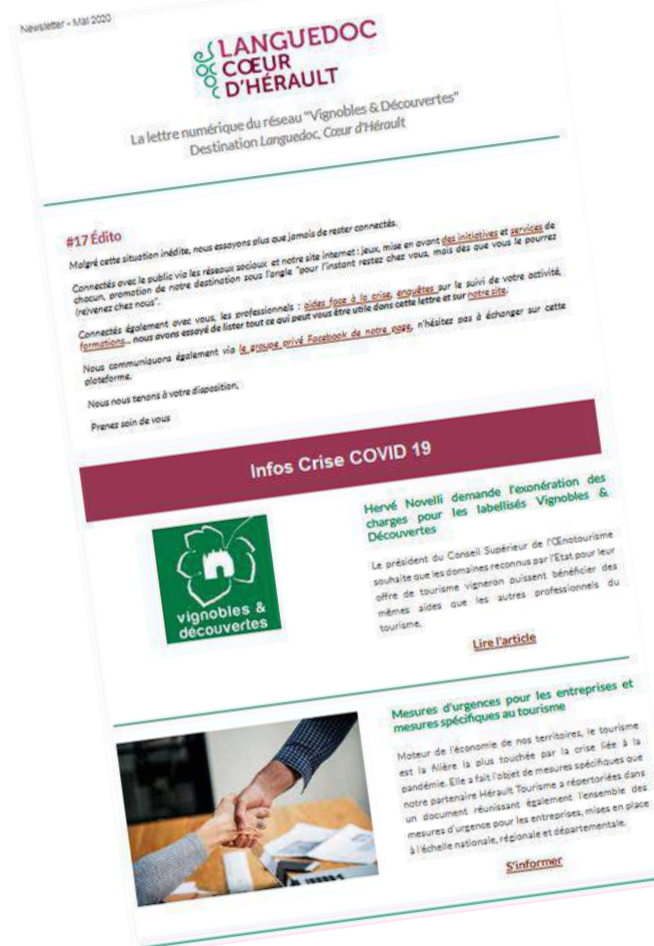 Newsletter - Mai 2020
LANGUEDOC
CŒUR
D'HÉRAULT
La lettre numérique du réseau "Vignobles & Découvertes"
Destination Languedoc, Cœur d'Hérault
#17 Édito
Malgré cette situation inédite, nous essayons plus que jamais de rester connectés.
Connectés avec le public via les réseaux sociaux et notre site internet : jeux, mise en avant des initiatives et services de
chacun, promotion de notre destination sous l'angle "pour l'instant restez chez vous, mais dès que vous le pourrez
(re)venez chez nous".
Connectés également avec vous, les professionnels : aides face à la crise, enquêtes sur le suivi de votre activité,
formations... nous avons essayé de lister tout ce qui peut vous être utile dans cette lettre et sur notre site.
Nous communiquons également via le groupe privé Facebook de notre page, n'hésitez pas à échanger sur cette
plateforme.
Nous nous tenons à votre disposition,
Prenez soin de vous
Infos Crise COVID 19
vignobles &
découvertes
Hervé Novelli demande l'exonération des
charges pour les labellisés Vignobles &
Découvertes
Le président du Conseil Supérieur de l'Œnotourisme
souhaite que les domaines reconnus par l'Etat pour leur
offre de tourisme vigneron puissent bénéficier des
mêmes aides que les autres professionnels du
tourisme.
Lire l'article
Mesures d'urgences pour les entreprises et
mesures spécifiques au tourisme
Moteur de l'économie de nos territoires, le tourisme
est la filière la plus touchée par la crise liée à la
pandémie. Elle a fait l'objet de mesures spécifiques que
notre partenaire Hérault Tourisme a répertoriées dans
un document réunissant également l'ensemble des
mesures d'urgence pour les entreprises, mises en place
à l'échelle nationale, régionale et départementale.
S'informer